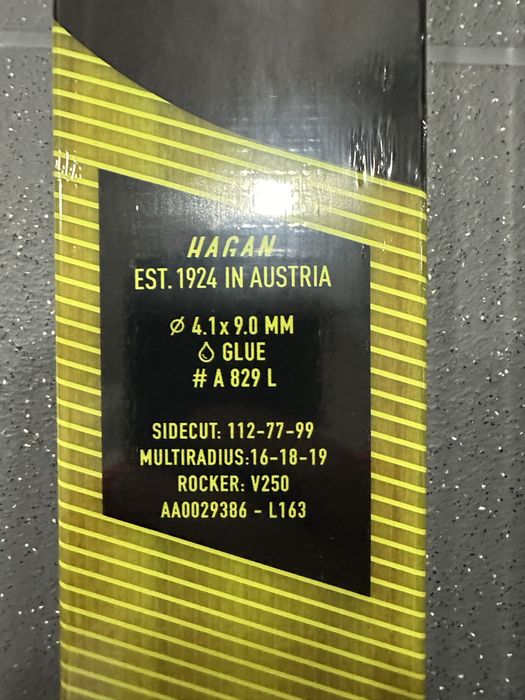 HAGAN
EST. 1924 IN AUSTRIA
Ø 4.1 x 9.0 MM
GLUE
# A 829 L
SIDECUT: 112-77-99
MULTIRADIUS:16-18-19
ROCKER: V250
AA0029386 - L163